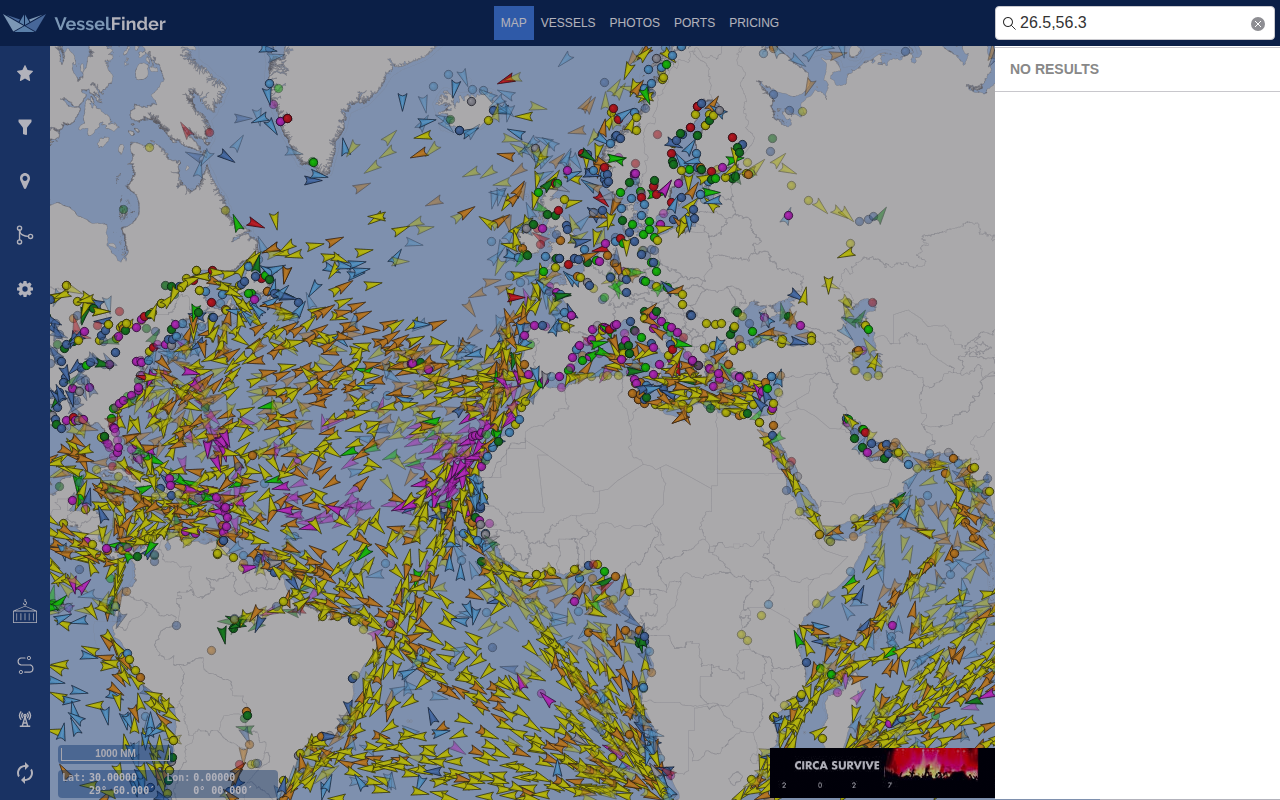 VesselFinder
MAP VESSELS PHOTOS PORTS PRICING
26.5,56.3
NO RESULTS
1000 NM
Lat: 30.00000 Lon: 0.00000
29° 60.000' 0° 00.000'
CIRCA SURVIVE
2 0 2 7